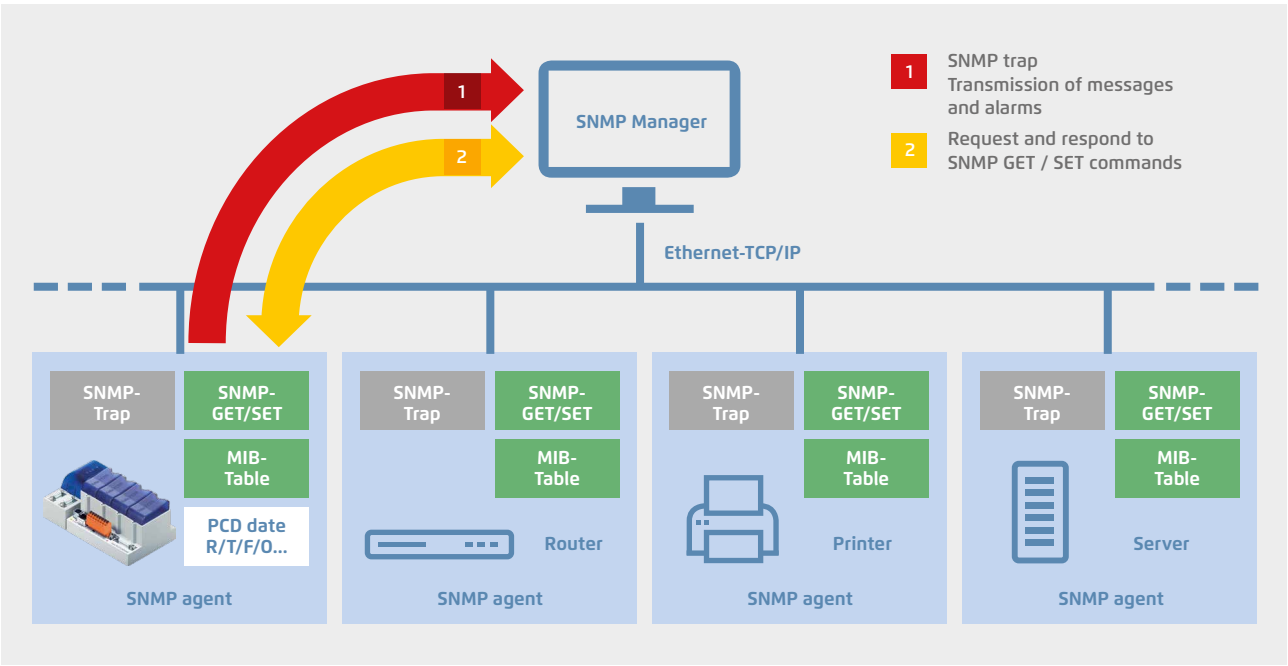 1
SNMP trap
Transmission of messages
and alarms
2
Request and respond to
SNMP GET / SET commands
1
2
SNMP Manager
Ethernet-TCP/IP
SNMP-
Trap
SNMP-
GET/SET
MIB-
Table
PCD date
R/T/F/O...
SNMP agent
SNMP-
Trap
SNMP-
GET/SET
MIB-
Table
Router
SNMP agent
SNMP-
Trap
SNMP-
GET/SET
MIB-
Table
Printer
SNMP agent
SNMP-
Trap
SNMP-
GET/SET
MIB-
Table
Server
SNMP agent